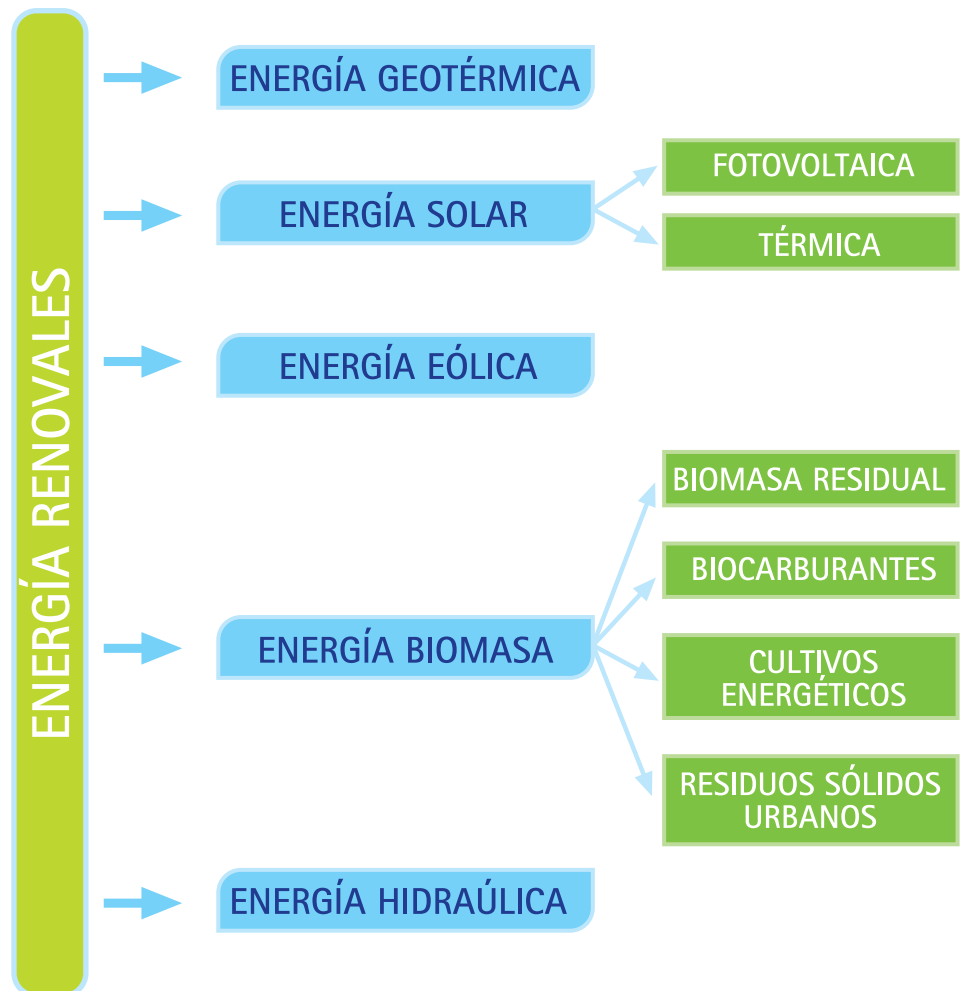 ENERGÍA RENOVALES
ENERGÍA GEOTÉRMICA
ENERGÍA SOLAR
FOTOVOLTAICA
TÉRMICA
ENERGÍA EÓLICA
ENERGÍA BIOMASA
BIOMASA RESIDUAL
BIOCARBURANTES
CULTIVOS
ENERGÉTICOS
RESIDUOS SÓLIDOS
URBANOS
ENERGÍA HIDRAÚLICA